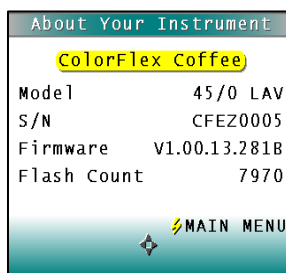 About Your Instrument
ColorFlex Coffee
Model 45/0 LAV
S/N CFEZ0005
Firmware V1.00.13.281B
Flash Count 7970
MAIN MENU